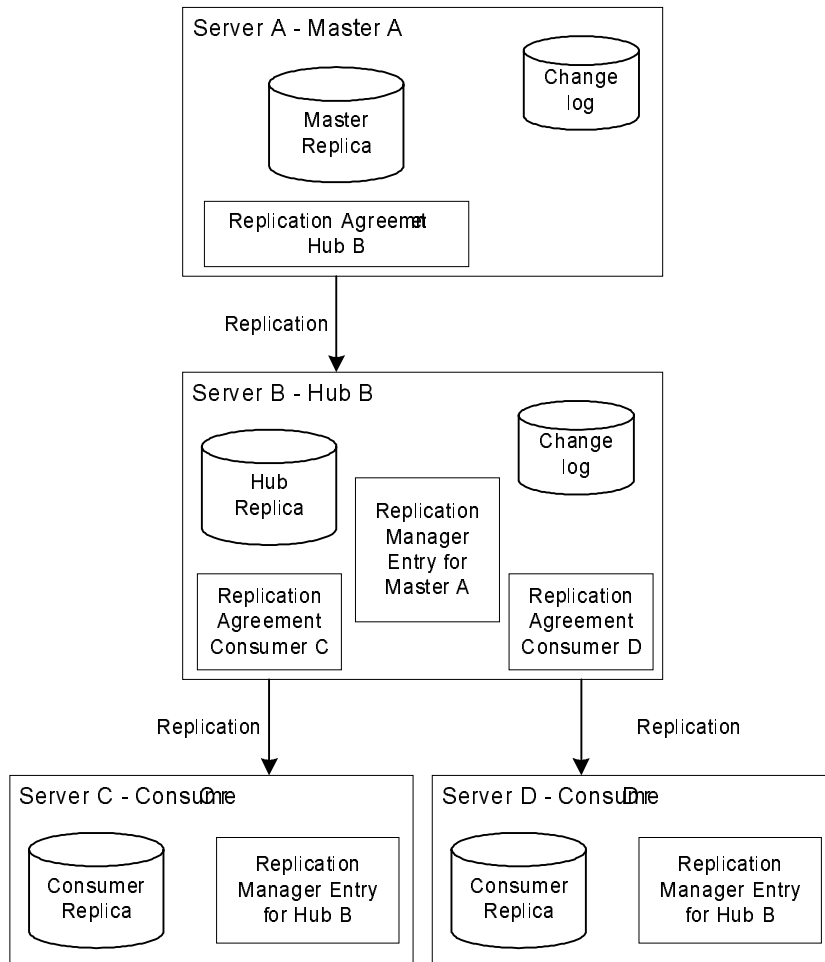 Server A - Master A
Change
log
Master
Replica
Replication Agreement
Hub B
Replication
Server B - Hub B
Change
log
Hub
Replica
Replication
Manager
Entry for
Master A
Replication
Agreement
Consumer C
Replication
Agreement
Consumer D
Replication
Replication
Server C - Consumer C
Server D - Consumer D
Consumer
Replica
Replication
Manager Entry
for Hub B
Consumer
Replica
Replication
Manager Entry
for Hub B